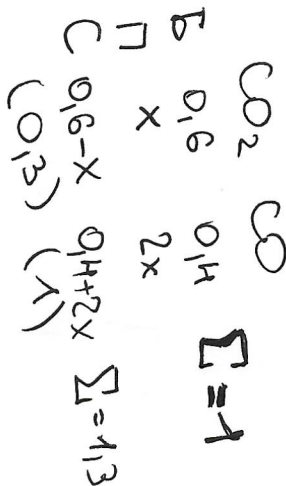 CO₂ CO
Б 0,6 0,4 Σ=1
П x 2x
С 0,6-x 0,4+2x Σ=1,3
(0,3) (1)